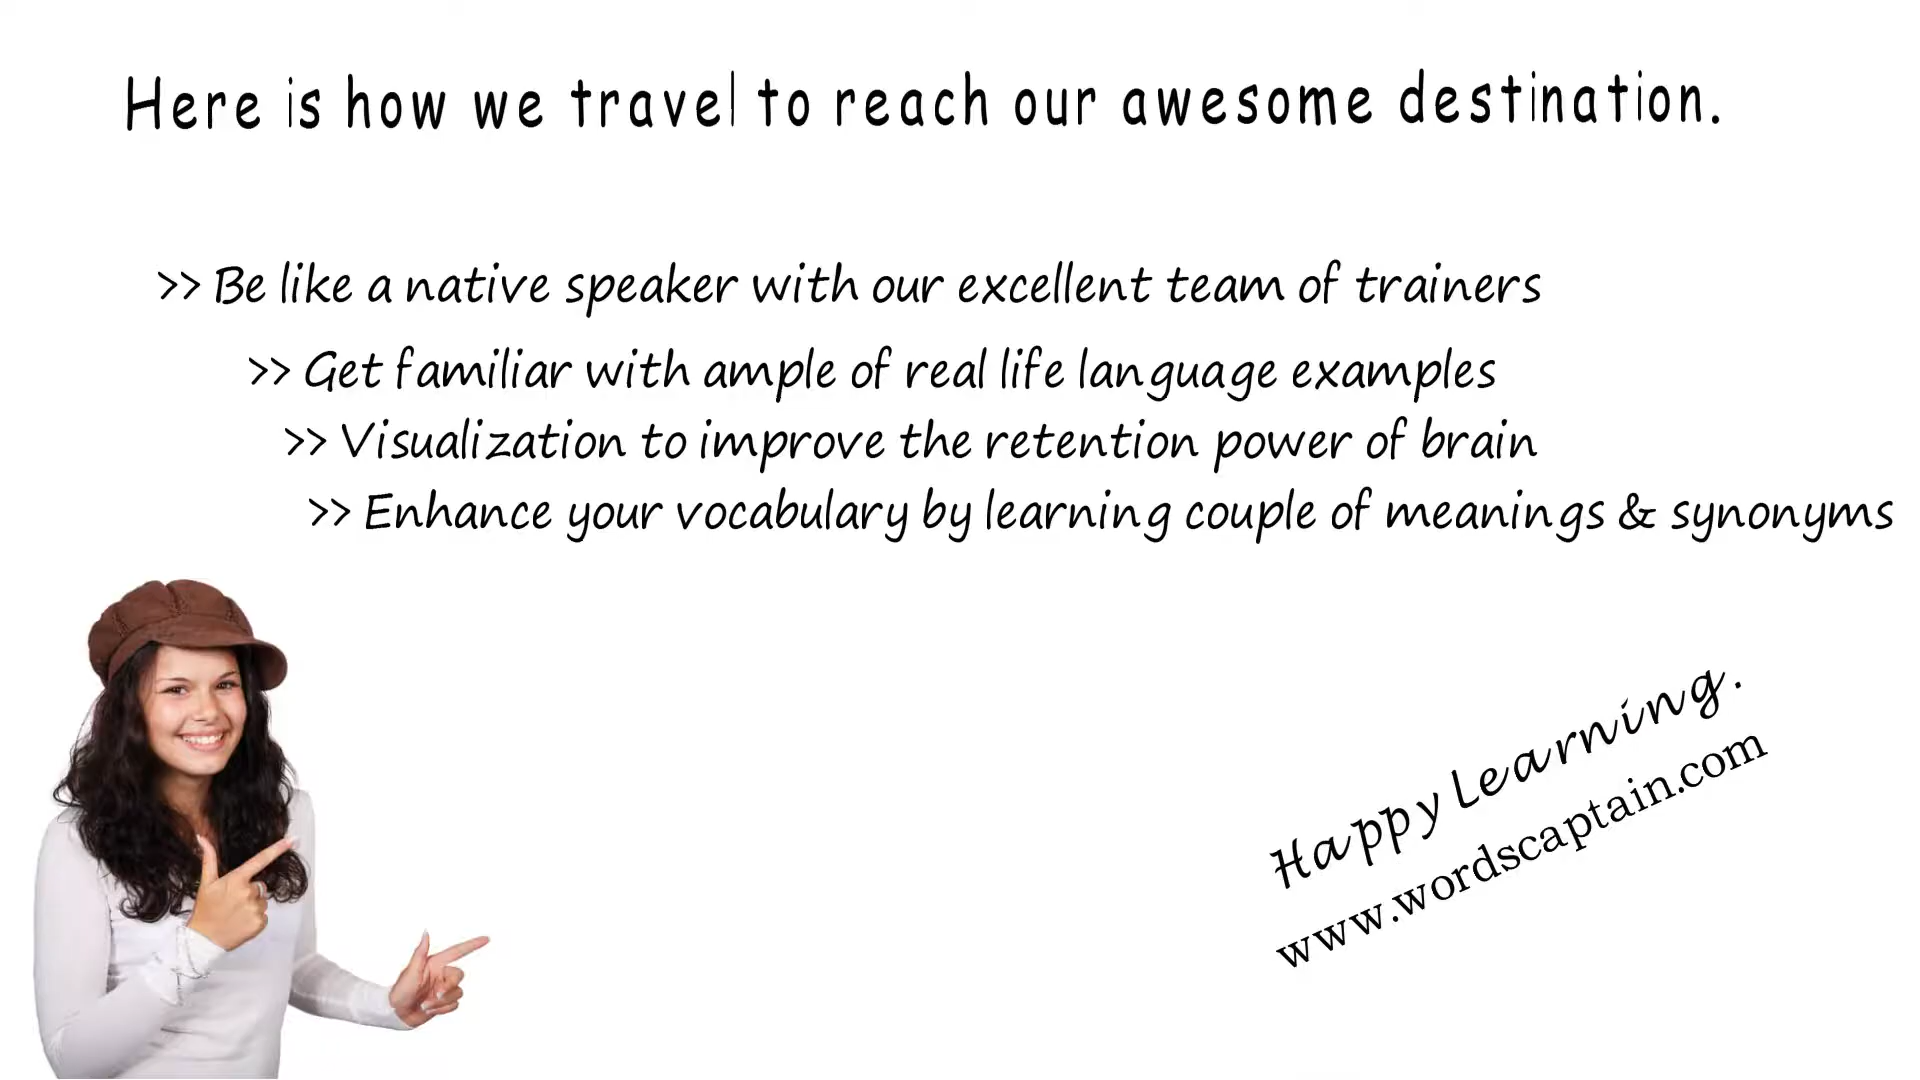 Here is how we travel to reach our awesome destination.
>> Be like a native speaker with our excellent team of trainers
>> Get familiar with ample of real life language examples
>> Visualization to improve the retention power of brain
>> Enhance your vocabulary by learning couple of meanings & synonyms
Happy Learning.
www.wordscaptain.com